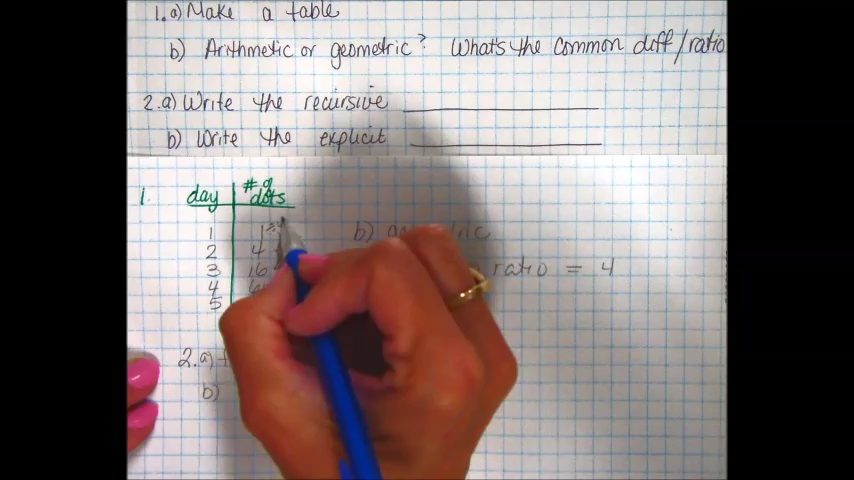 1. a) Make a table
b) Arithmetic or geometric? What's the common diff/ratio
2. a) Write the recursive
b) Write the explicit
1. day # of dots
1 1
2 4
3 16
4
5
b)
ratio = 4
2. a)
b)